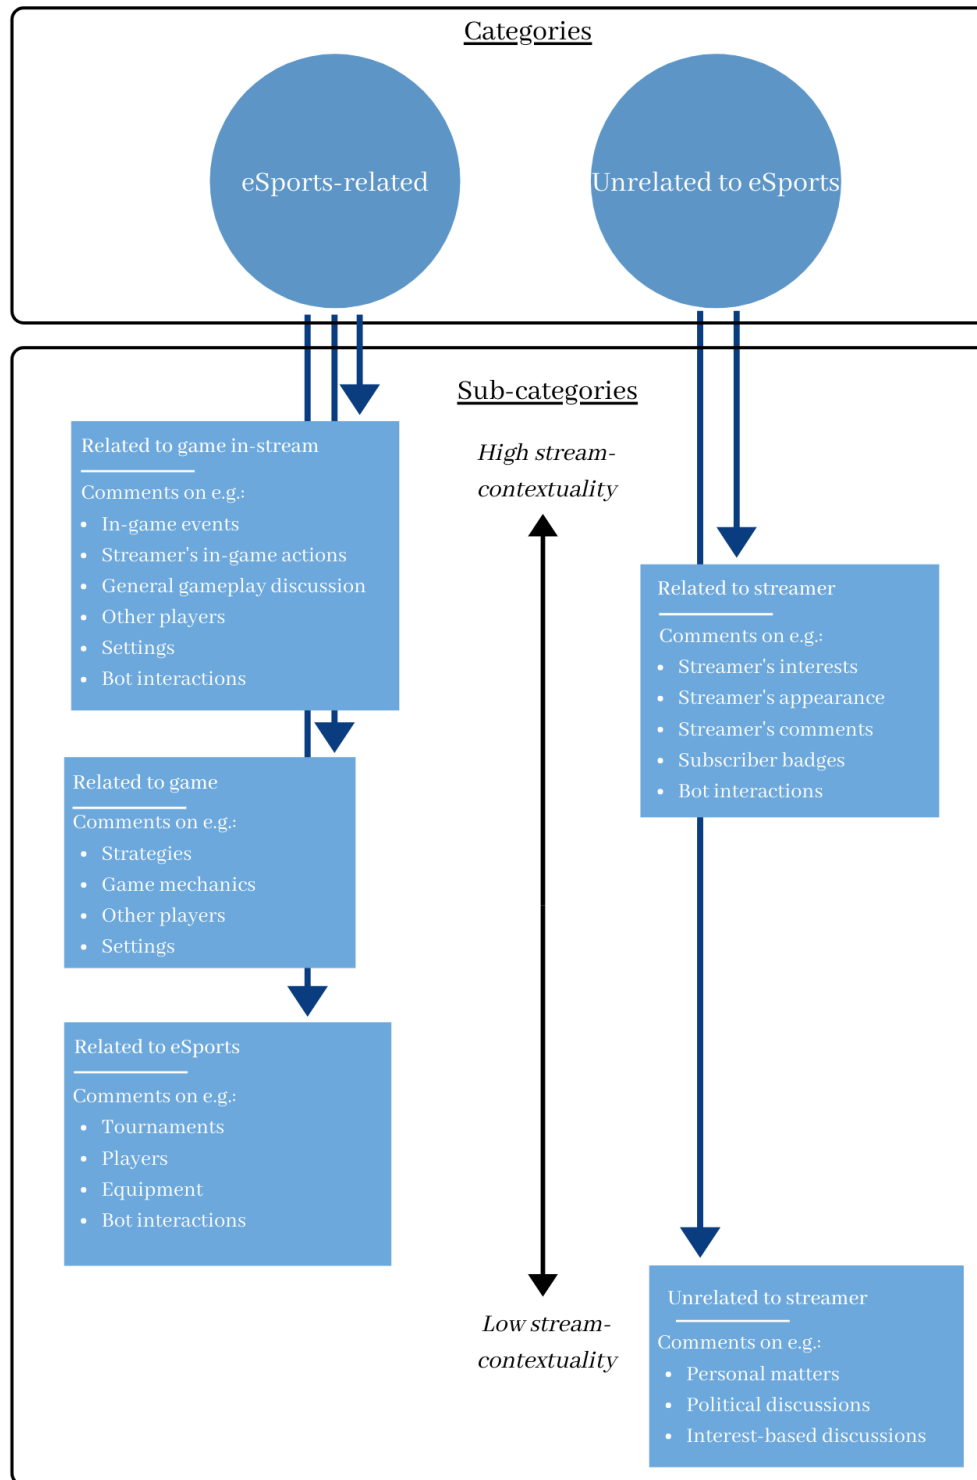 Categories
eSports-related
Unrelated to eSports
Sub-categories
High stream-
contextuality
Related to game in-stream
Comments on e.g.:
• In-game events
• Streamer's in-game actions
• General gameplay discussion
• Other players
• Settings
• Bot interactions
Related to streamer
Comments on e.g.:
• Streamer's interests
• Streamer's appearance
• Streamer's comments
• Subscriber badges
• Bot interactions
Related to game
Comments on e.g.:
• Strategies
• Game mechanics
• Other players
• Settings
Related to eSports
Comments on e.g.:
• Tournaments
• Players
• Equipment
• Bot interactions
Low stream-
contextuality
Unrelated to streamer
Comments on e.g.:
• Personal matters
• Political discussions
• Interest-based discussions